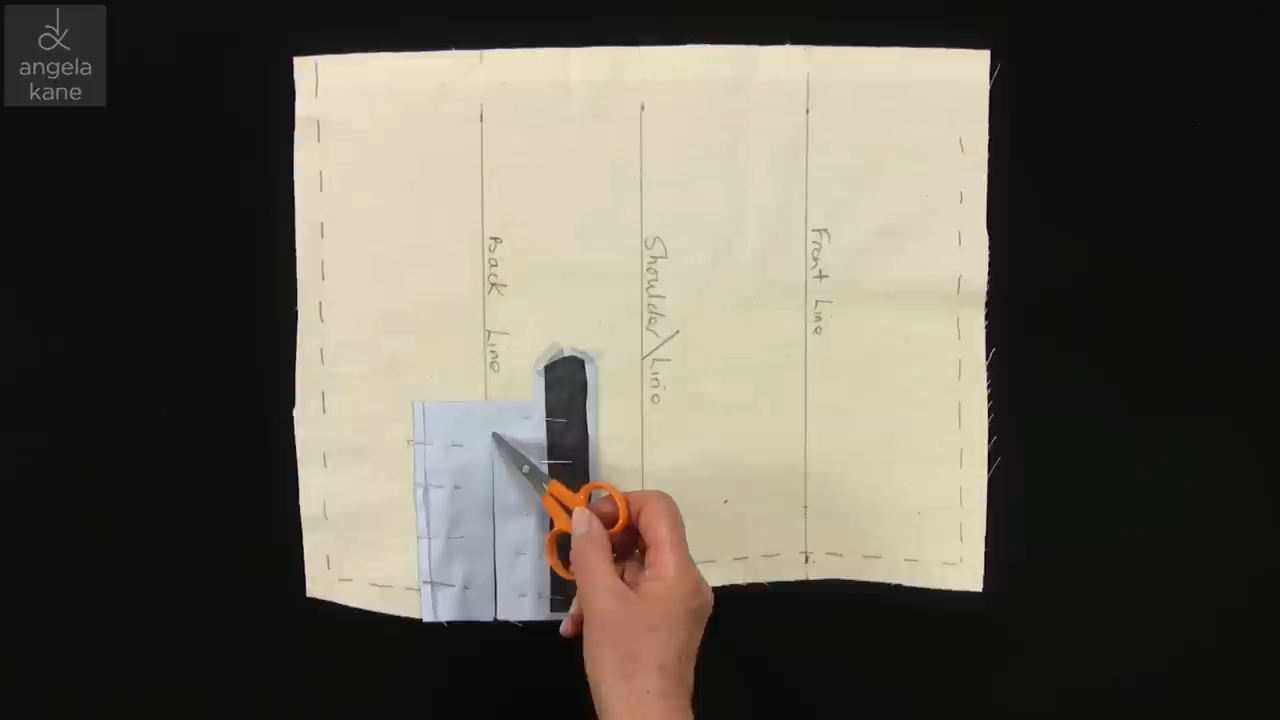 angela
kane
Back Line
Shoulder Line
Front Line